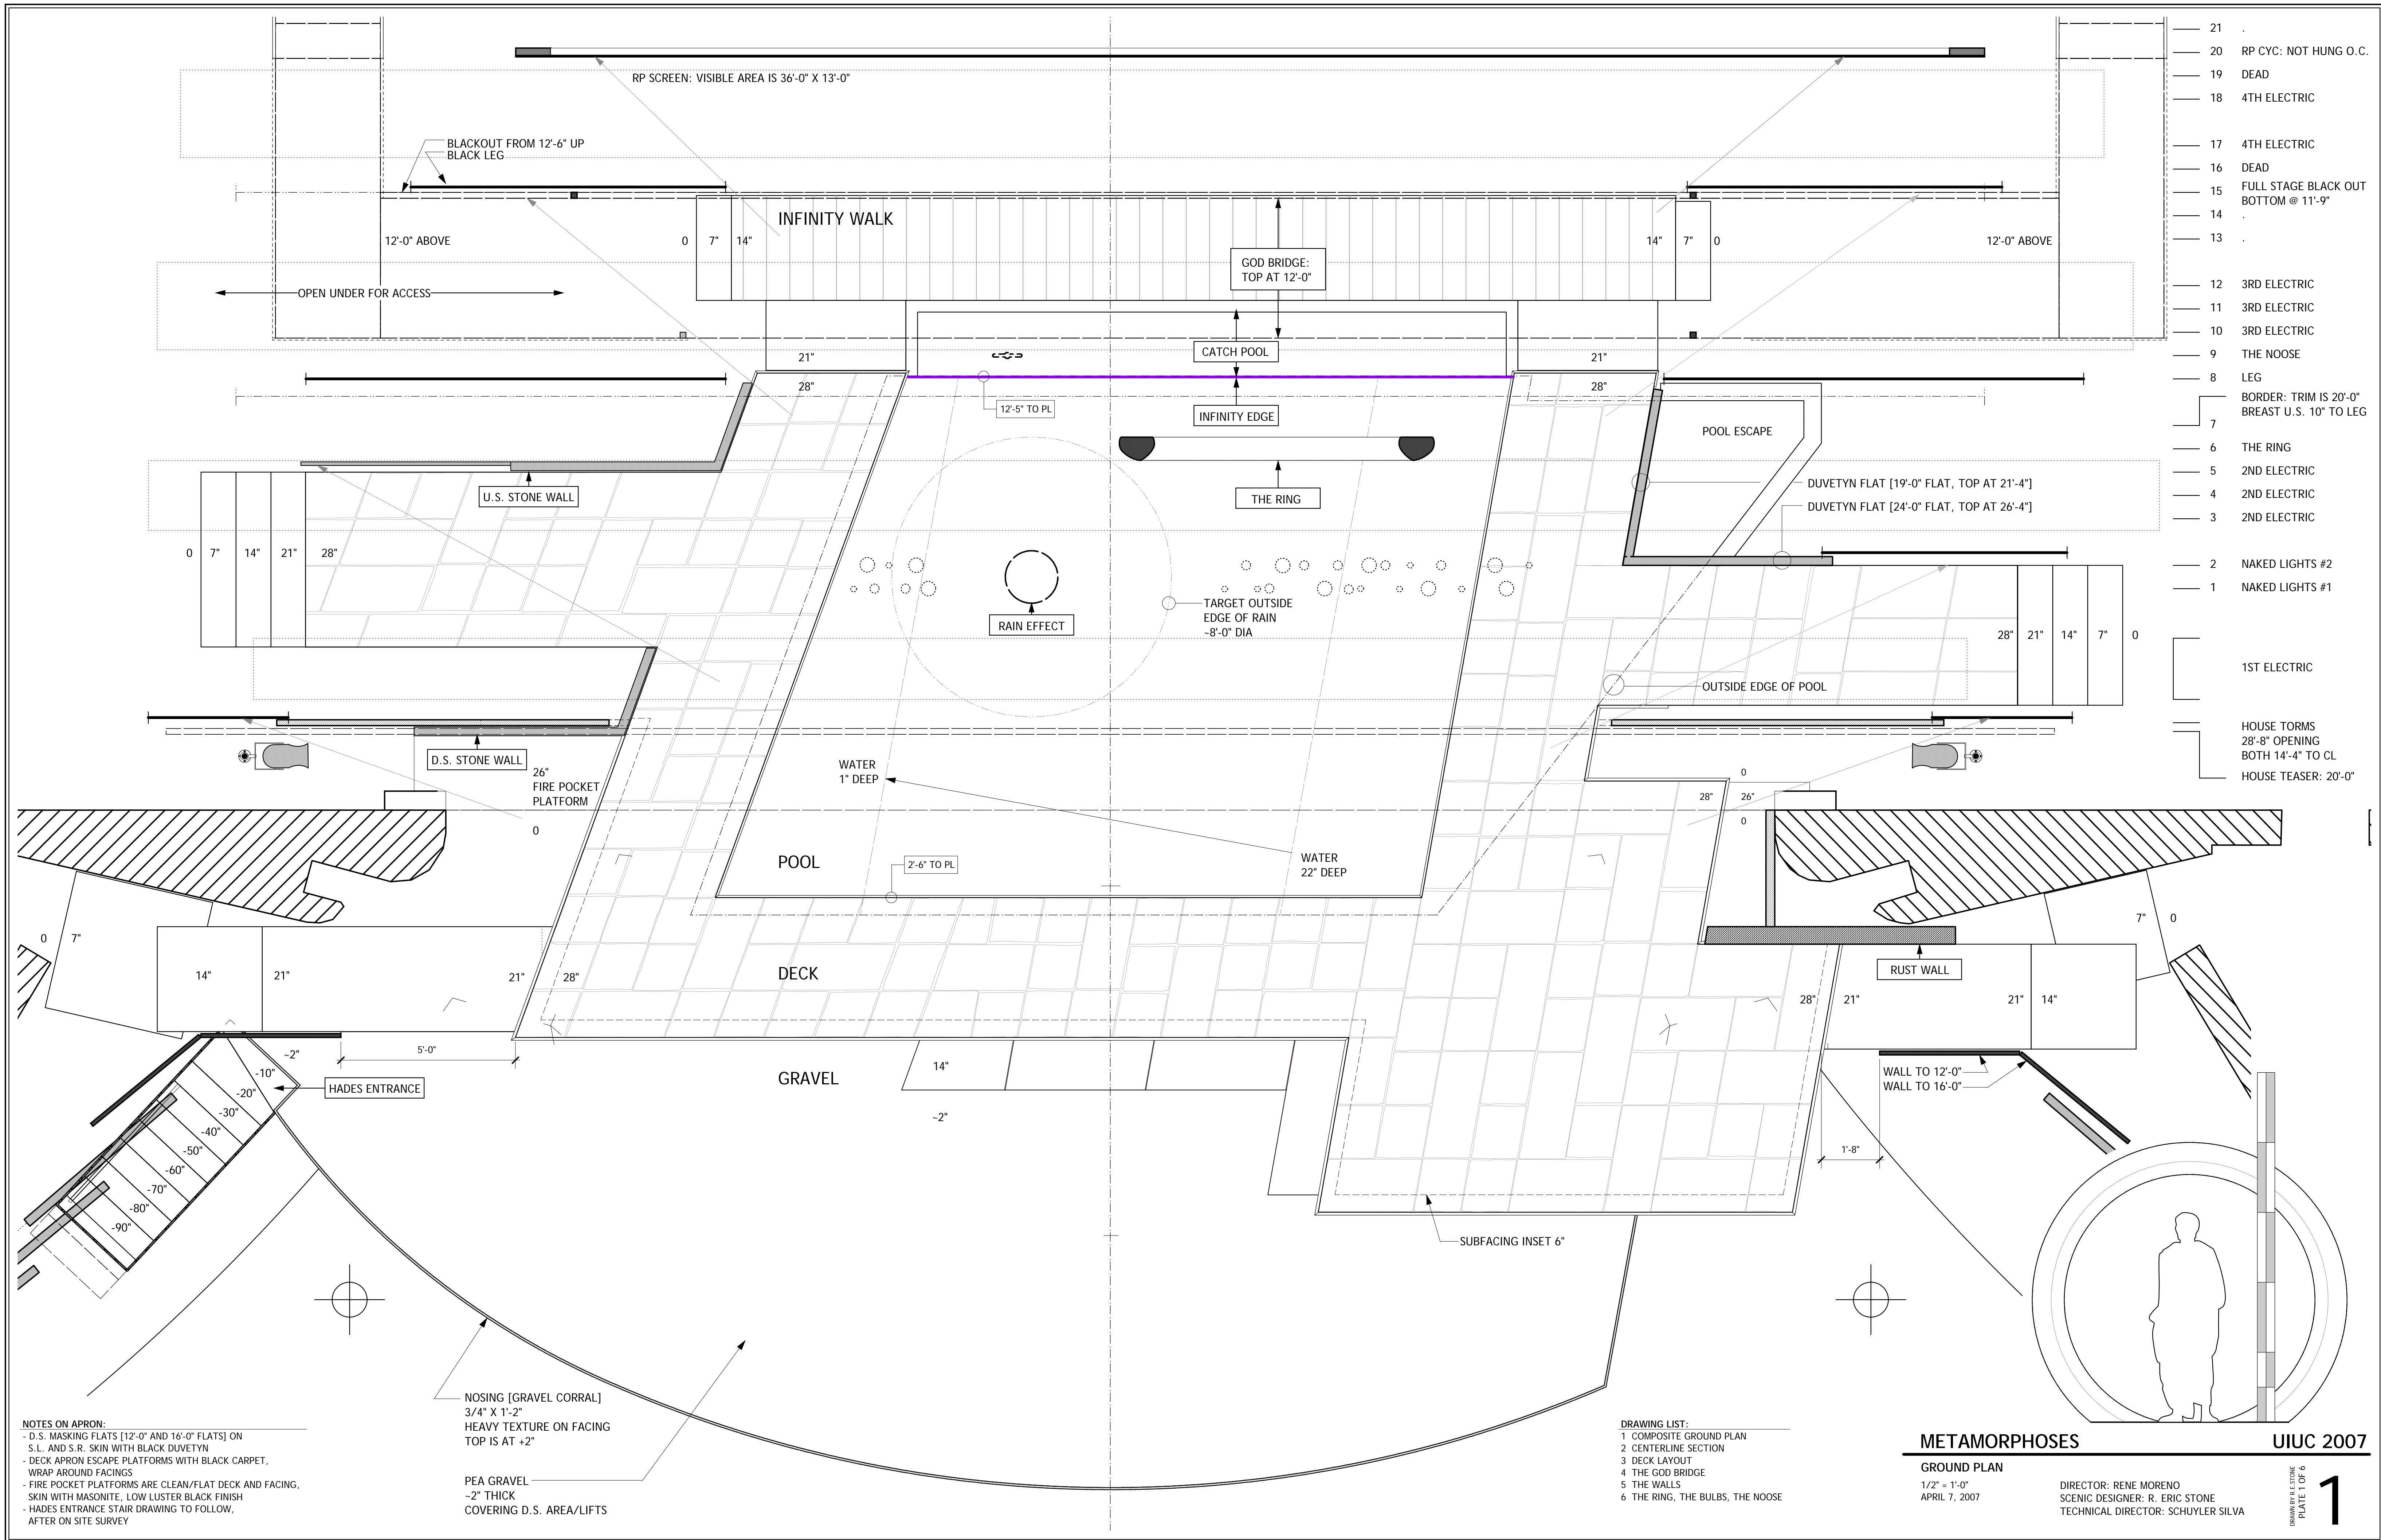 21 .
20 RP CYC: NOT HUNG O.C.
19 DEAD
18 4TH ELECTRIC
17 4TH ELECTRIC
16 DEAD
15 FULL STAGE BLACK OUT
BOTTOM @ 11'-9"
14 .
13 .
12 3RD ELECTRIC
11 3RD ELECTRIC
10 3RD ELECTRIC
9 THE NOOSE
8 LEG
BORDER: TRIM IS 20'-0"
BREAST U.S. 10" TO LEG
7
6 THE RING
5 2ND ELECTRIC
4 2ND ELECTRIC
3 2ND ELECTRIC
2 NAKED LIGHTS #2
1 NAKED LIGHTS #1
1ST ELECTRIC
HOUSE TORMS
28'-8" OPENING
BOTH 14'-4" TO CL
HOUSE TEASER: 20'-0"
RP SCREEN: VISIBLE AREA IS 36'-0" X 13'-0"
BLACKOUT FROM 12'-6" UP
BLACK LEG
INFINITY WALK
12'-0" ABOVE
0 7" 14"
14" 7" 0
12'-0" ABOVE
GOD BRIDGE:
TOP AT 12'-0"
OPEN UNDER FOR ACCESS
CATCH POOL
21"
21"
28"
28"
12'-5" TO PL
INFINITY EDGE
POOL ESCAPE
U.S. STONE WALL
THE RING
DUVETYN FLAT [19'-0" FLAT, TOP AT 21'-4"]
DUVETYN FLAT [24'-0" FLAT, TOP AT 26'-4"]
0 7" 14" 21" 28"
TARGET OUTSIDE
EDGE OF RAIN
~8'-0" DIA
RAIN EFFECT
28" 21" 14" 7" 0
OUTSIDE EDGE OF POOL
D.S. STONE WALL
26"
FIRE POCKET
PLATFORM
0
WATER
1" DEEP
0
28" 26"
0
POOL
2'-6" TO PL
WATER
22" DEEP
0 7"
7" 0
14" 21"
21" 28"
DECK
RUST WALL
28" 21"
21" 14"
5'-0"
~2"
-10"
-20"
-30"
-40"
-50"
-60"
-70"
-80"
-90"
HADES ENTRANCE
GRAVEL
14"
~2"
WALL TO 12'-0"
WALL TO 16'-0"
1'-8"
SUBFACING INSET 6"
NOSING [GRAVEL CORRAL]
3/4" X 1'-2"
HEAVY TEXTURE ON FACING
TOP IS AT +2"
PEA GRAVEL
~2" THICK
COVERING D.S. AREA/LIFTS
NOTES ON APRON:
- D.S. MASKING FLATS [12'-0" AND 16'-0" FLATS] ON
S.L. AND S.R. SKIN WITH BLACK DUVETYN
- DECK APRON ESCAPE PLATFORMS WITH BLACK CARPET,
WRAP AROUND FACINGS
- FIRE POCKET PLATFORMS ARE CLEAN/FLAT DECK AND FACING,
SKIN WITH MASONITE, LOW LUSTER BLACK FINISH
- HADES ENTRANCE STAIR DRAWING TO FOLLOW,
AFTER ON SITE SURVEY
DRAWING LIST:
1 COMPOSITE GROUND PLAN
2 CENTERLINE SECTION
3 DECK LAYOUT
4 THE GOD BRIDGE
5 THE WALLS
6 THE RING, THE BULBS, THE NOOSE
METAMORPHOSES UIUC 2007
GROUND PLAN
1/2" = 1'-0"
APRIL 7, 2007
DIRECTOR: RENE MORENO
SCENIC DESIGNER: R. ERIC STONE
TECHNICAL DIRECTOR: SCHUYLER SILVA
DRAWN BY R.E.STONE
PLATE 1 OF 6
1